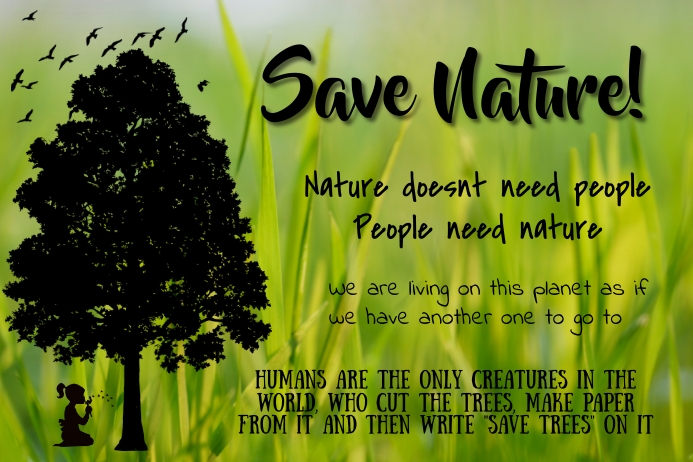 Save Nature!
Nature doesnt need people
People need nature
We are living on this planet as if
we have another one to go to
HUMANS ARE THE ONLY CREATURES IN THE
WORLD, WHO CUT THE TREES, MAKE PAPER
FROM IT AND THEN WRITE "SAVE TREES" ON IT